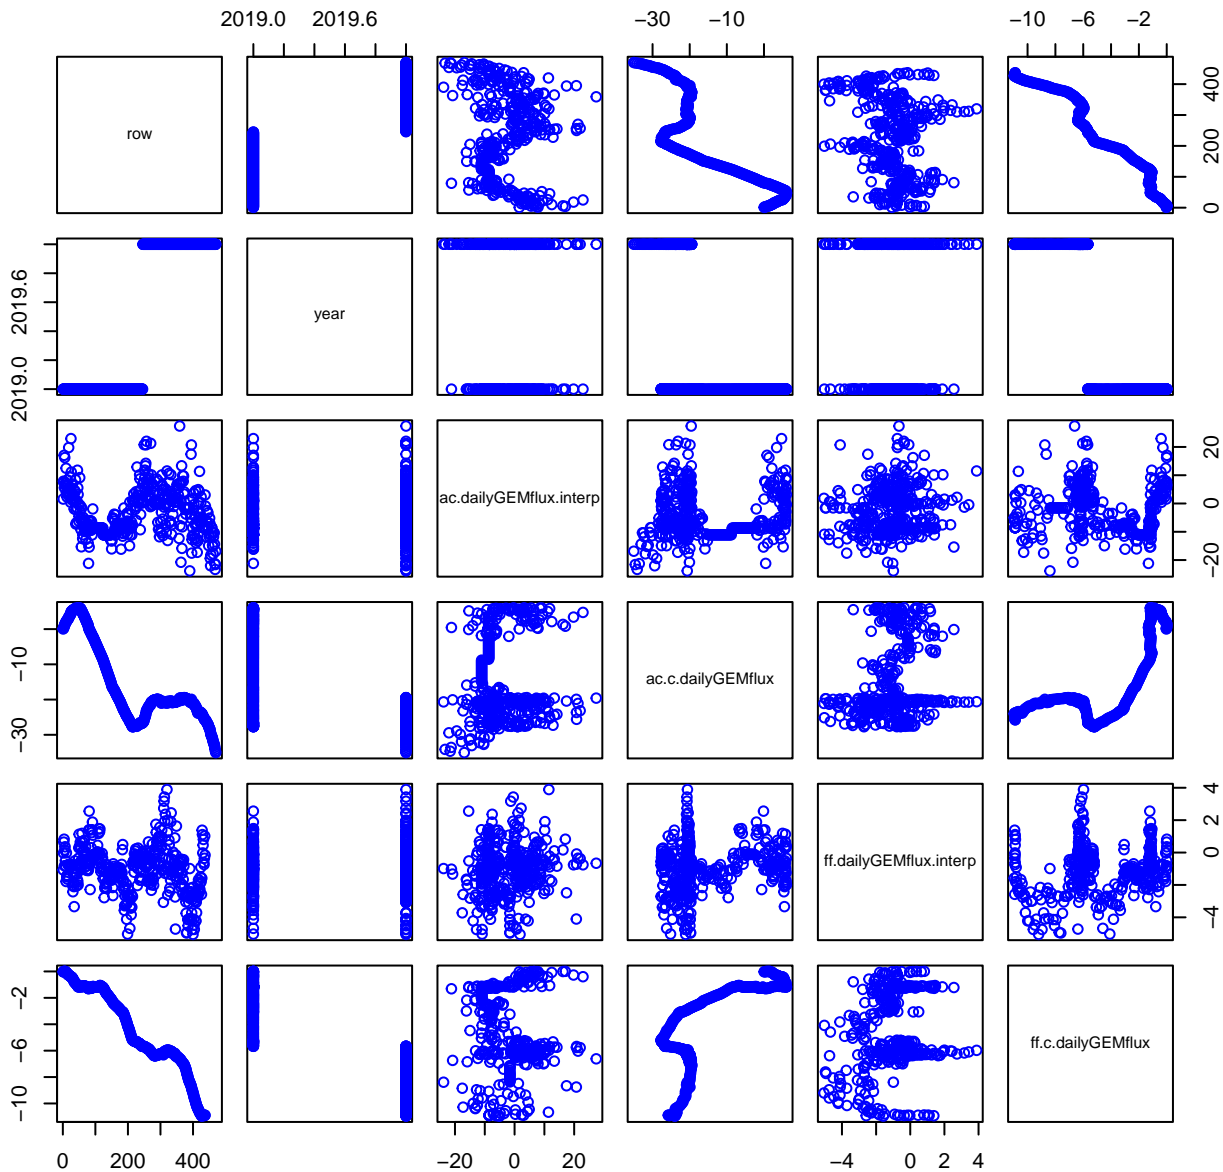 2019.0 2019.6 −30 −10 −10 −6 −2
row
0 200 400
year
2019.0 2019.6
ac.dailyGEMflux.interp
−20 0 20
ac.c.dailyGEMflux
−30 −10
ff.dailyGEMflux.interp
−4 0 2 4
ff.c.dailyGEMflux
−10 −6 −2
0 200 400 −20 0 20 −4 0 2 4